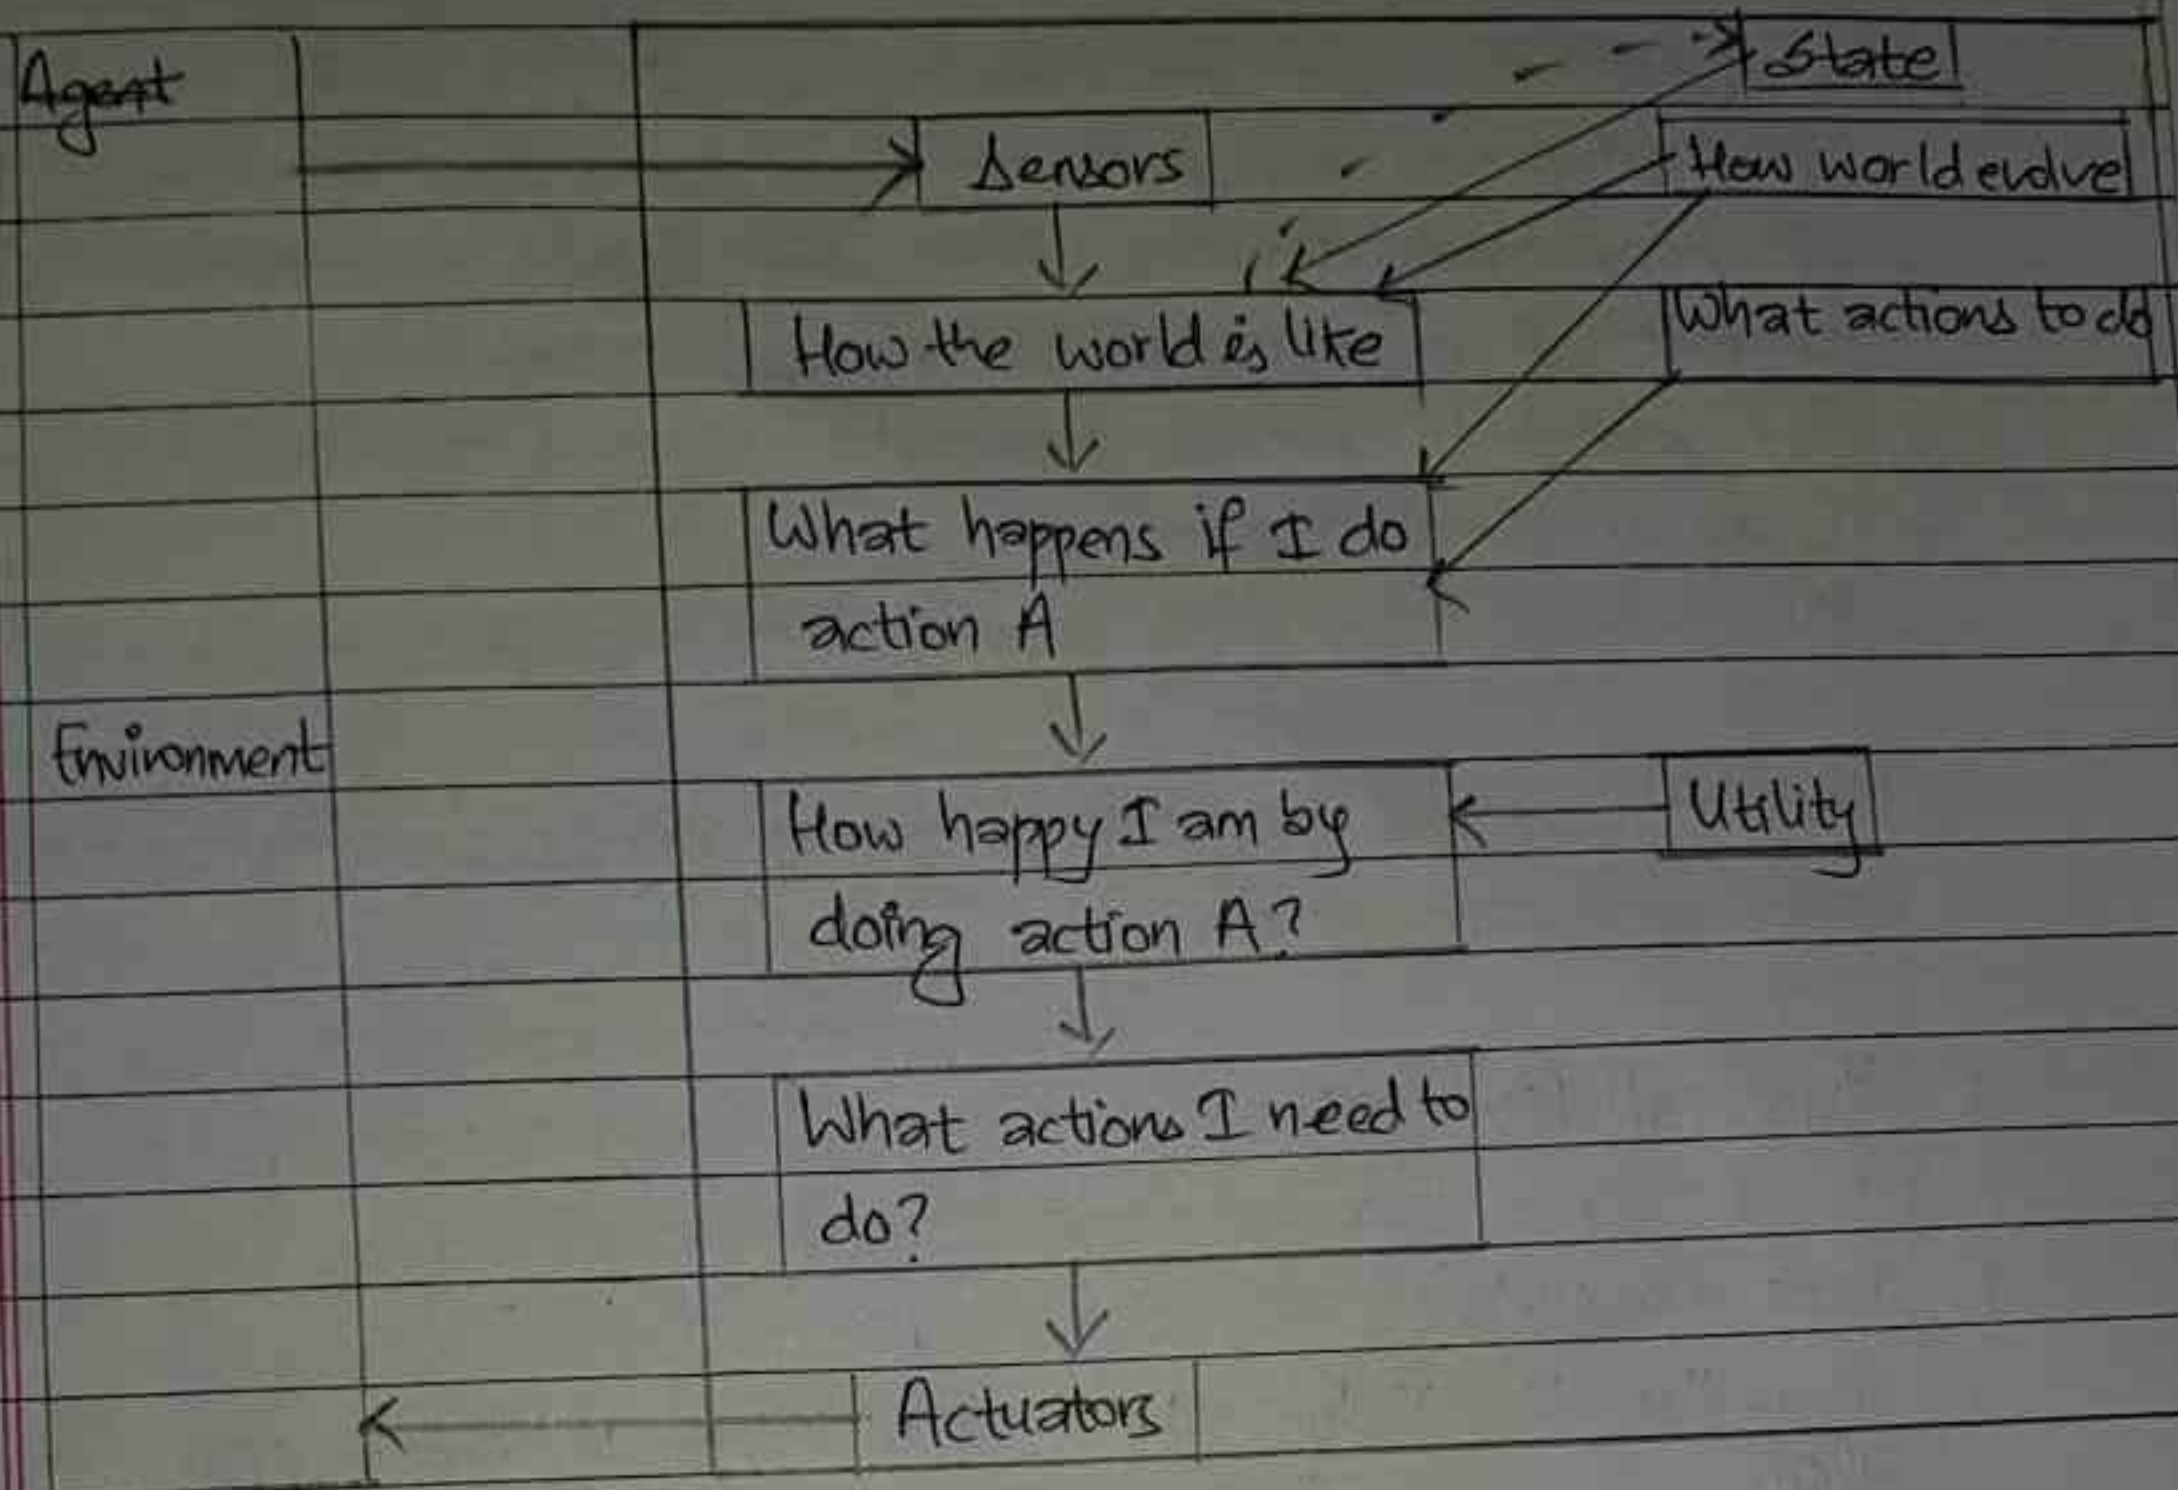 Agent
State
Sensors
How world evolve
How the world is like
What actions to do
What happens if I do
action A
Environment
How happy I am by
doing action A?
Utility
What actions I need to
do?
Actuators